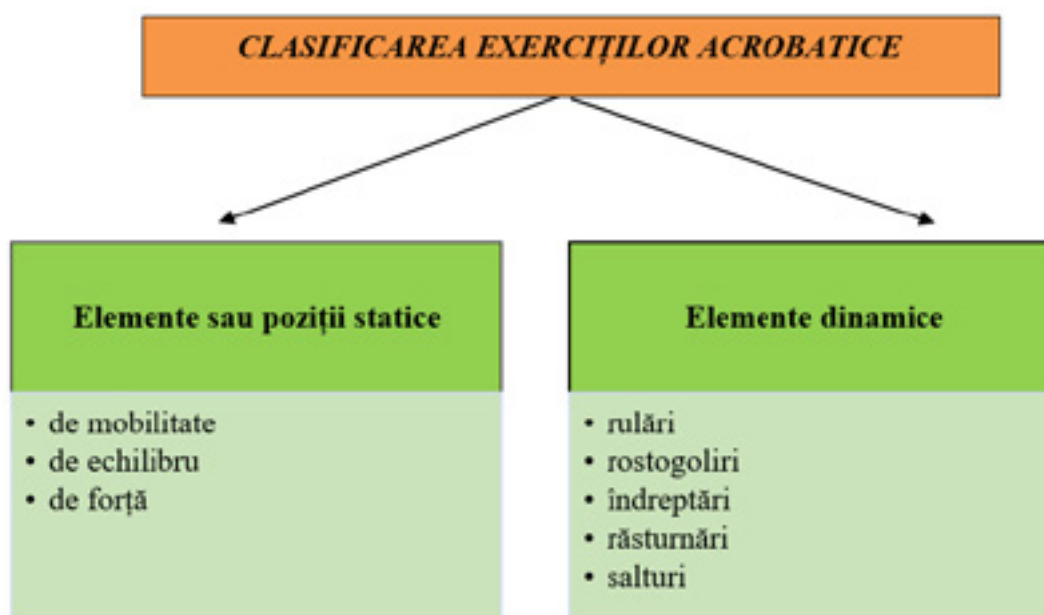 CLASIFICAREA EXERCIȚILOR ACROBATICE
Elemente sau poziții statice
• de mobilitate
• de echilibru
• de forță
Elemente dinamice
• rulări
• rostogoliri
• îndreptări
• răsturnări
• salturi